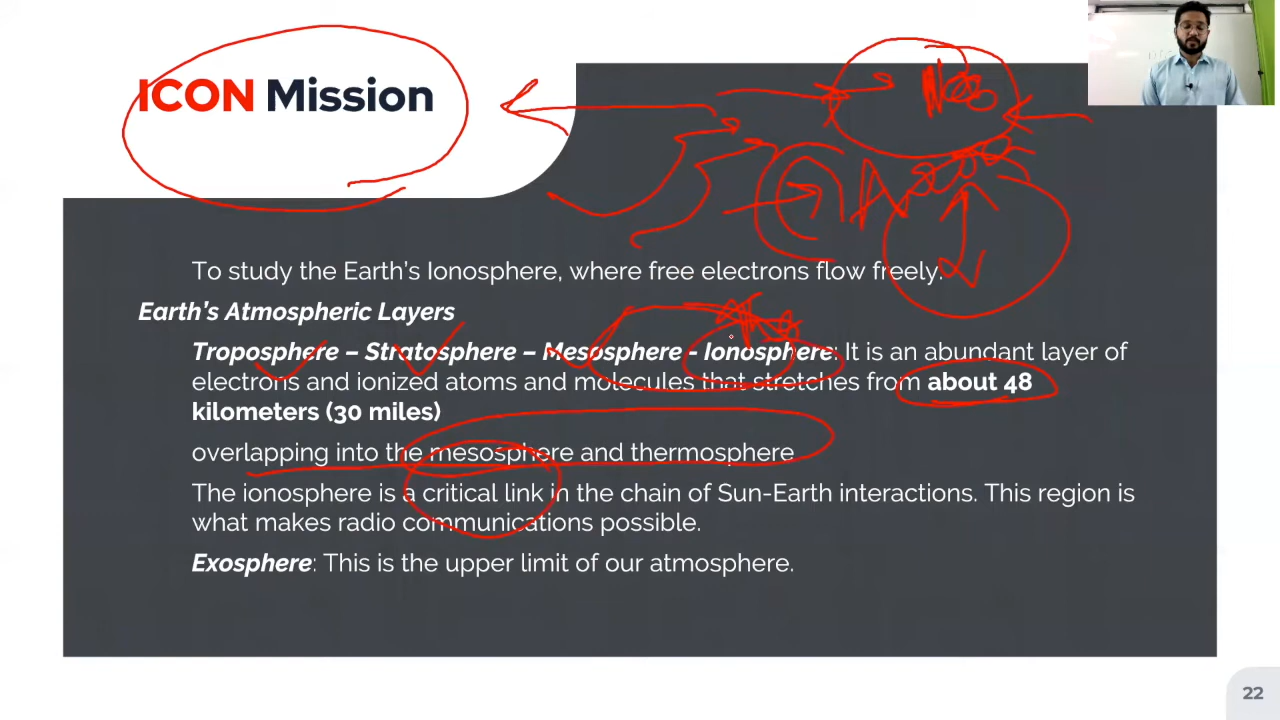 ICON Mission
To study the Earth's Ionosphere, where free electrons flow freely.
Earth's Atmospheric Layers
Troposphere – Stratosphere – Mesosphere - Ionosphere: It is an abundant layer of
electrons and ionized atoms and molecules that stretches from about 48
kilometers (30 miles)
overlapping into the mesosphere and thermosphere
The ionosphere is a critical link in the chain of Sun-Earth interactions. This region is
what makes radio communications possible.
Exosphere: This is the upper limit of our atmosphere.
22